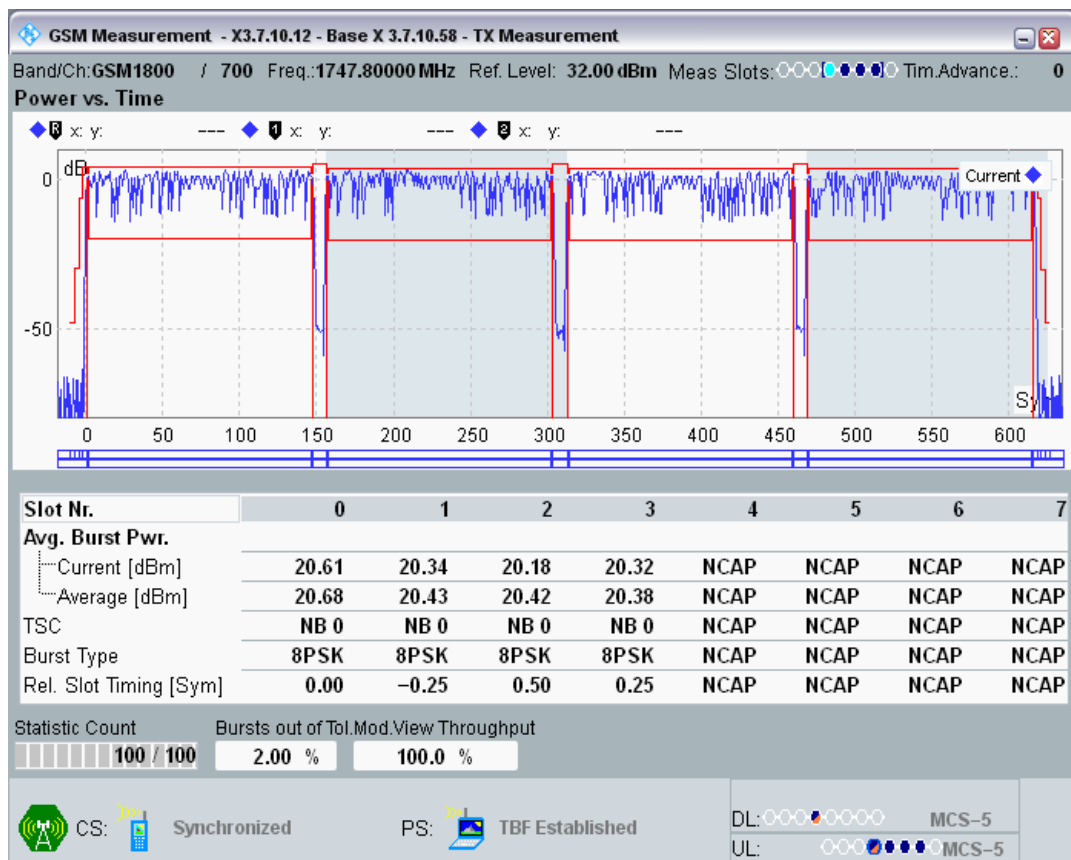 GSM Measurement - X3.7.10.12 - Base X 3.7.10.58 - TX Measurement
Band/Ch:GSM1800 / 700 Freq.:1747.80000 MHz Ref. Level: 32.00 dBm Meas Slots: Tim.Advance.: 0
Power vs. Time
R x: y: --- 1 x: y: --- 2 x: y: ---
dB
Current
0
-50
Sy
0 50 100 150 200 250 300 350 400 450 500 550 600
Slot Nr. 0 1 2 3 4 5 6 7
Avg. Burst Pwr.
Current [dBm] 20.61 20.34 20.18 20.32 NCAP NCAP NCAP NCAP
Average [dBm] 20.68 20.43 20.42 20.38 NCAP NCAP NCAP NCAP
TSC NB 0 NB 0 NB 0 NB 0 NCAP NCAP NCAP NCAP
Burst Type 8PSK 8PSK 8PSK 8PSK NCAP NCAP NCAP NCAP
Rel. Slot Timing [Sym] 0.00 −0.25 0.50 0.25 NCAP NCAP NCAP NCAP
Statistic Count Bursts out of Tol.Mod.View Throughput
100 / 100 2.00 % 100.0 %
CS: Synchronized PS: TBF Established
DL: MCS−5
UL: MCS−5